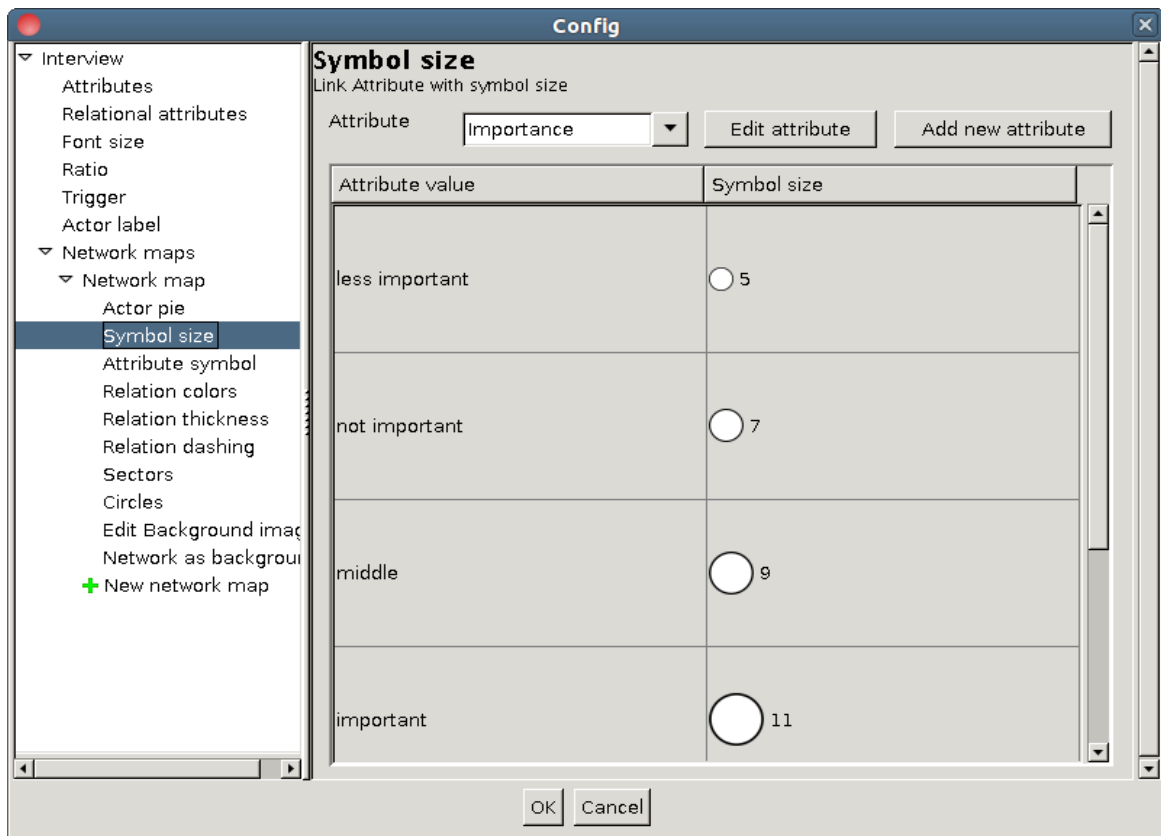 Config
Interview
Attributes
Relational attributes
Font size
Ratio
Trigger
Actor label
Network maps
Network map
Actor pie
Symbol size
Attribute symbol
Relation colors
Relation thickness
Relation dashing
Sectors
Circles
Edit Background imag
Network as backgrou
New network map
Symbol size
Link Attribute with symbol size
Attribute Importance Edit attribute Add new attribute
Attribute value Symbol size
less important 5
not important 7
middle 9
important 11
OK Cancel